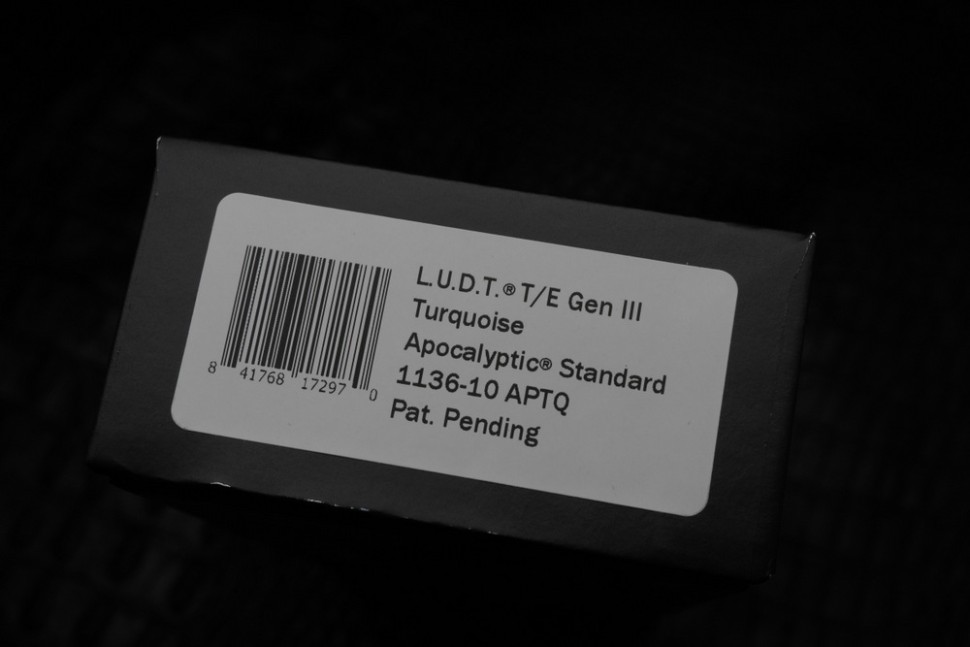 L.U.D.T.® T/E Gen III
Turquoise
Apocalyptic® Standard
1136-10 APTQ
Pat. Pending
8 41768 17297 0